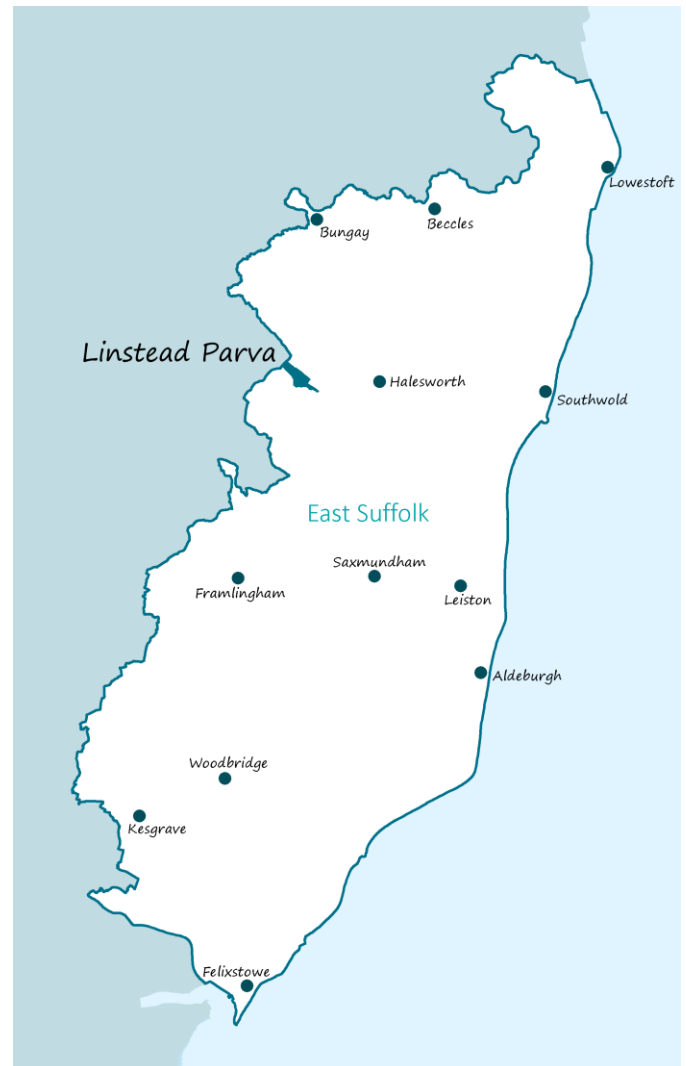 Lowestoft
Beccles
Bungay
Linstead Parva
Halesworth
Southwold
East Suffolk
Saxmundham
Framlingham
Leiston
Aldeburgh
Woodbridge
Kesgrave
Felixstowe